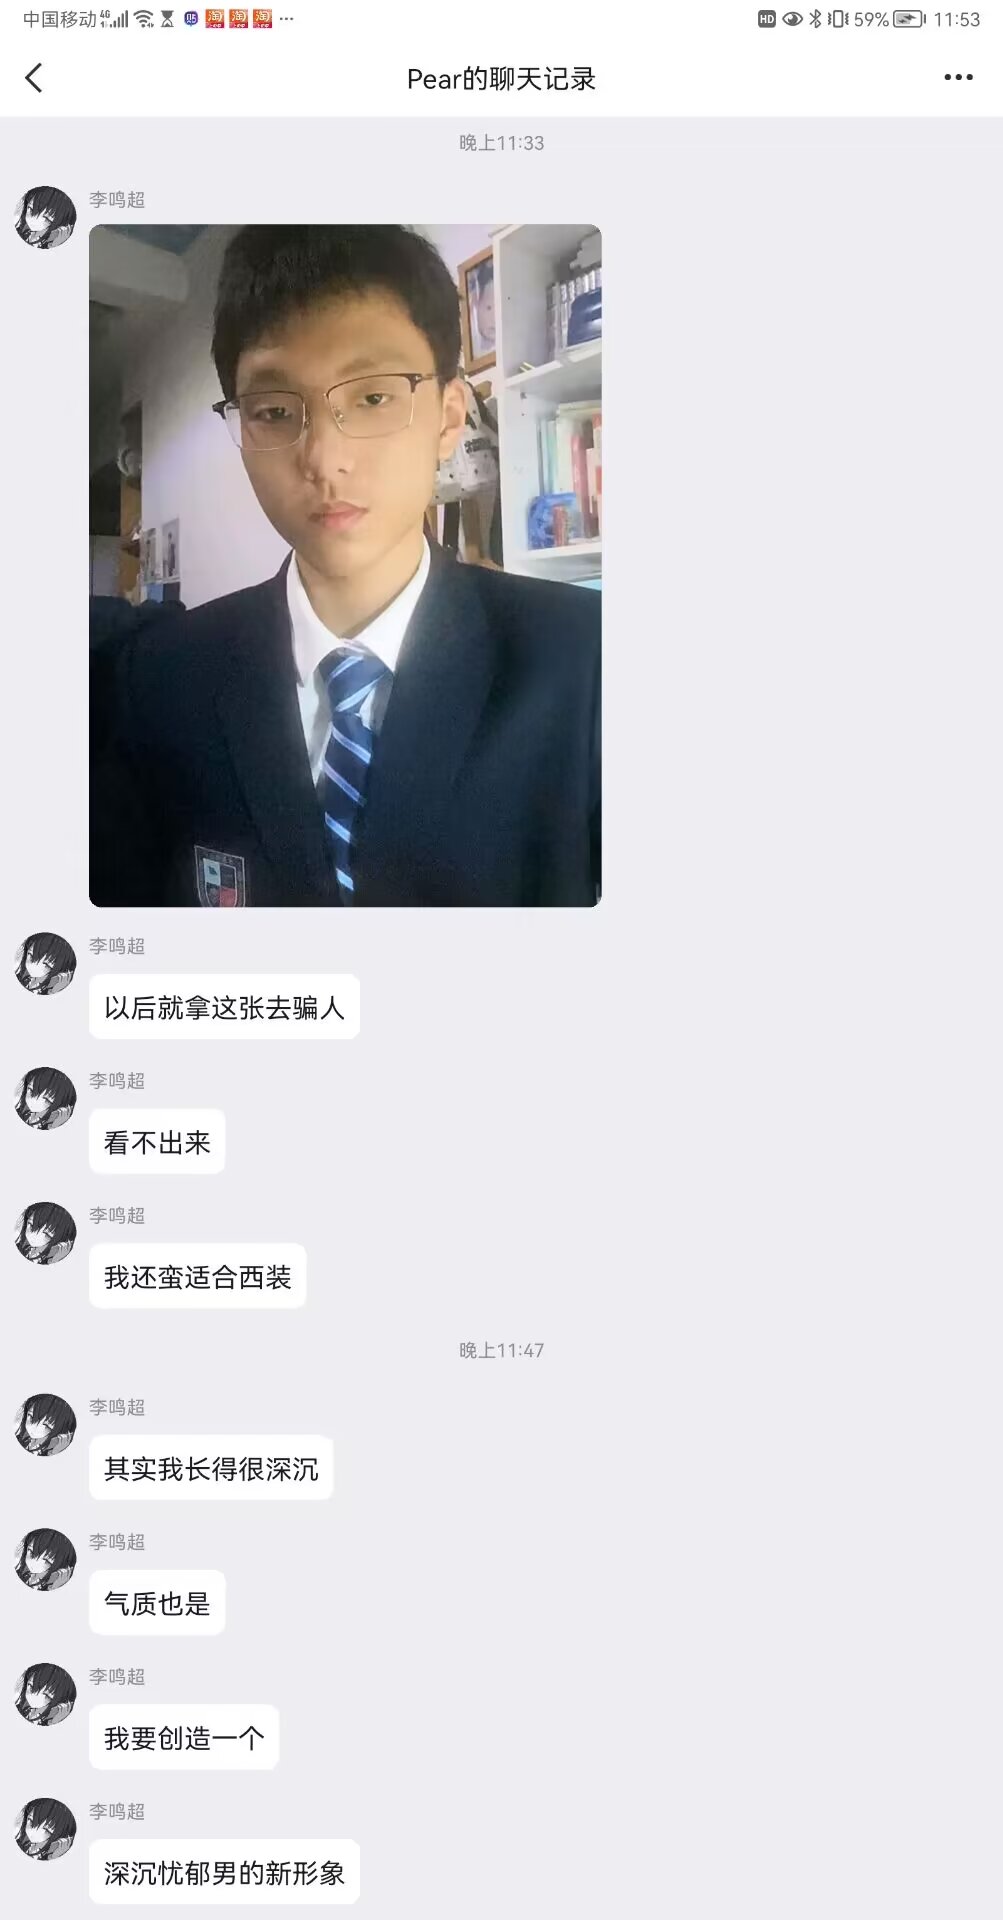 中国移动 4G HD 59% 11:53
Pear的聊天记录
晚上11:33
李鸣超
李鸣超
以后就拿这张去骗人
李鸣超
看不出来
李鸣超
我还蛮适合西装
晚上11:47
李鸣超
其实我长得很深沉
李鸣超
气质也是
李鸣超
我要创造一个
李鸣超
深沉忧郁男的新形象